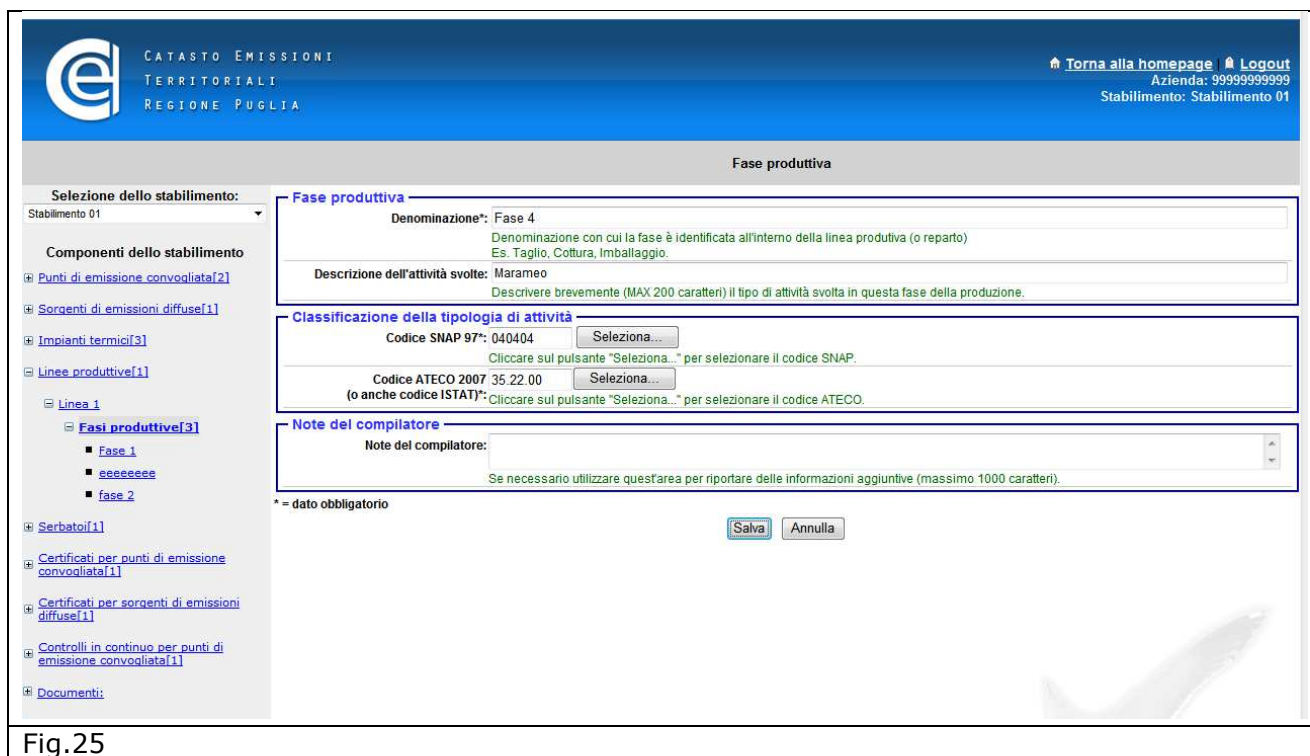 CATASTO EMISSIONI
TERRITORIALI
REGIONE PUGLIA
Torna alla homepage | Logout
Azienda: 99999999999
Stabilimento: Stabilimento 01
Fase produttiva
Selezione dello stabilimento:
Stabilimento 01
Componenti dello stabilimento
Punti di emissione convogliata[2]
Sorgenti di emissioni diffuse[1]
Impianti termici[3]
Linee produttive[1]
Linea 1
Fasi produttive[3]
Fase 1
eeeeeeee
fase 2
Serbatoi[1]
Certificati per punti di emissione
convogliata[1]
Certificati per sorgenti di emissioni
diffuse[1]
Controlli in continuo per punti di
emissione convogliata[1]
Documenti:
Fase produttiva
Denominazione*: Fase 4
Denominazione con cui la fase è identificata all'interno della linea produtiva (o reparto)
Es. Taglio, Cottura, Imballaggio.
Descrizione dell'attività svolte: Marameo
Descrivere brevemente (MAX 200 caratteri) il tipo di attività svolta in questa fase della produzione.
Classificazione della tipologia di attività
Codice SNAP 97*: 040404 Seleziona...
Cliccare sul pulsante "Seleziona..." per selezionare il codice SNAP.
Codice ATECO 2007 35.22.00 Seleziona...
(o anche codice ISTAT)*: Cliccare sul pulsante "Seleziona..." per selezionare il codice ATECO.
Note del compilatore
Note del compilatore:
Se necessario utilizzare quest'area per riportare delle informazioni aggiuntive (massimo 1000 caratteri).
* = dato obbligatorio
Salva Annulla
Fig.25